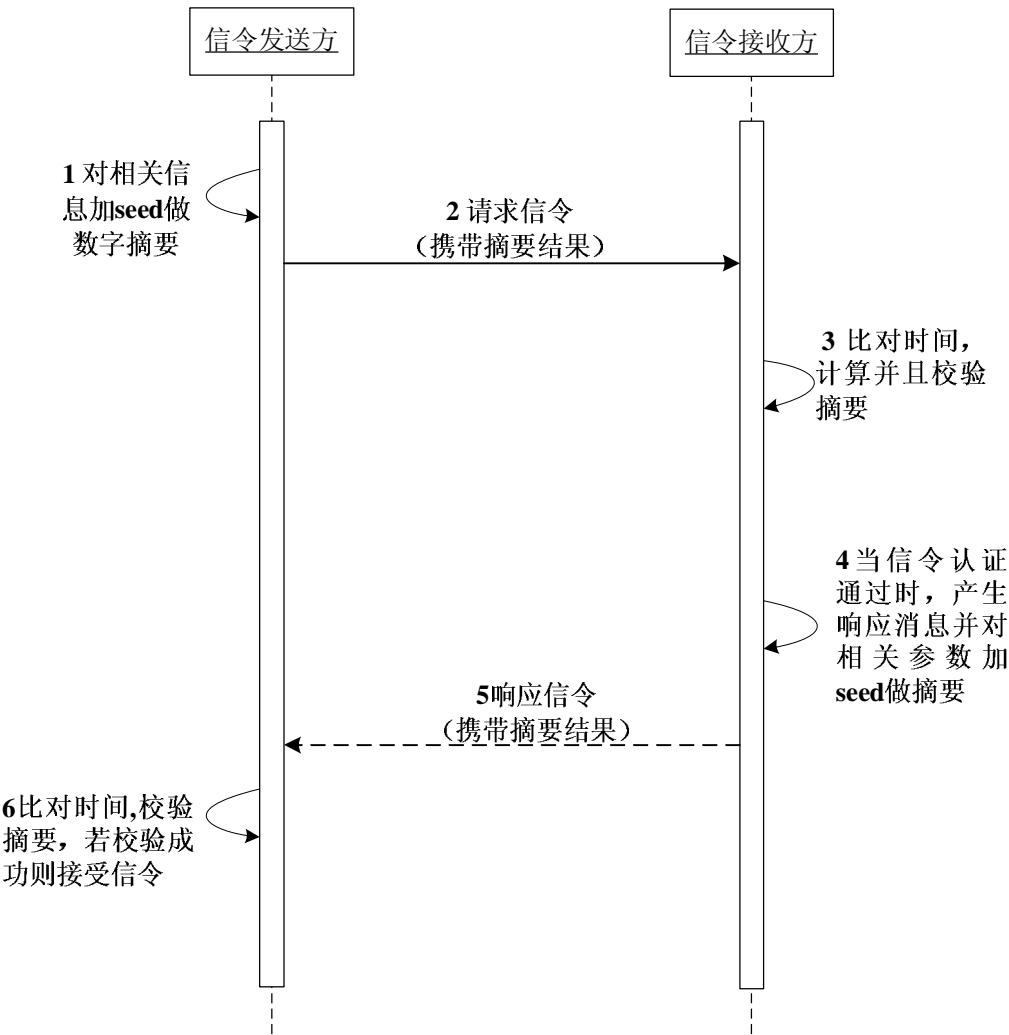 信令发送方
信令接收方
1 对相关信
息加seed做
数字摘要
2 请求信令
（携带摘要结果）
3 比对时间，
计算并且校验
摘要
4当信令认证
通过时，产生
响应消息并对
相关参数加
seed做摘要
5响应信令
（携带摘要结果）
6比对时间,校验
摘要，若校验成
功则接受信令